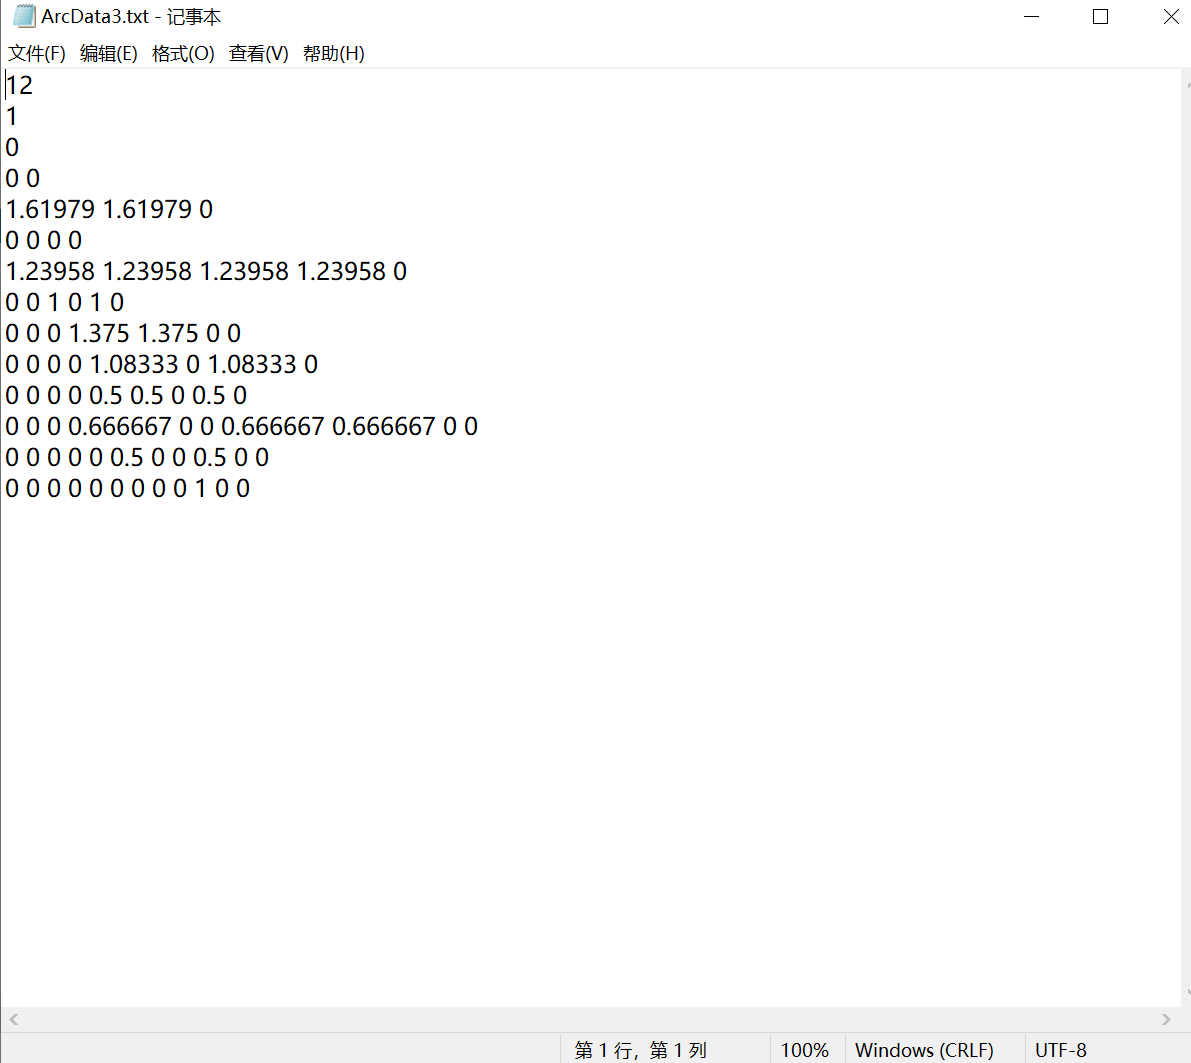 ArcData3.txt - 记事本
文件(F) 编辑(E) 格式(O) 查看(V) 帮助(H)
12
1
0
0 0
1.61979 1.61979 0
0 0 0 0
1.23958 1.23958 1.23958 1.23958 0
0 0 1 0 1 0
0 0 0 1.375 1.375 0 0
0 0 0 0 1.08333 0 1.08333 0
0 0 0 0 0.5 0.5 0 0.5 0
0 0 0 0.666667 0 0 0.666667 0.666667 0 0
0 0 0 0 0 0.5 0 0 0.5 0 0
0 0 0 0 0 0 0 0 0 1 0 0
第 1 行，第 1 列 100% Windows (CRLF) UTF-8